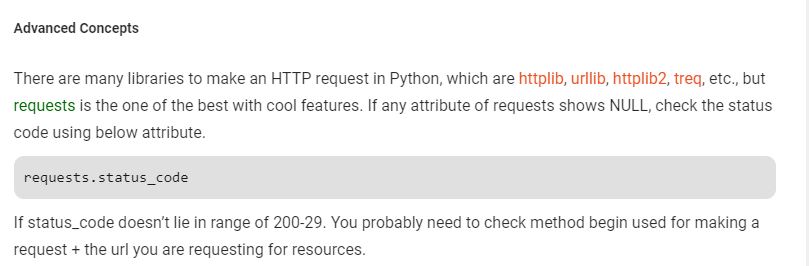 Advanced Concepts
There are many libraries to make an HTTP request in Python, which are httplib, urllib, httplib2, treq, etc., but
requests is the one of the best with cool features. If any attribute of requests shows NULL, check the status
code using below attribute.
requests.status_code
If status_code doesn’t lie in range of 200-29. You probably need to check method begin used for making a
request + the url you are requesting for resources.